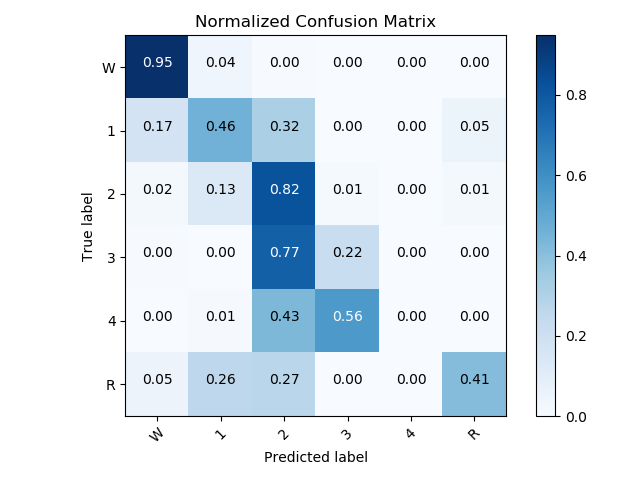 Normalized Confusion Matrix
W 0.95 0.04 0.00 0.00 0.00 0.00
1 0.17 0.46 0.32 0.00 0.00 0.05
2 0.02 0.13 0.82 0.01 0.00 0.01
3 0.00 0.00 0.77 0.22 0.00 0.00
4 0.00 0.01 0.43 0.56 0.00 0.00
R 0.05 0.26 0.27 0.00 0.00 0.41
W 1 2 3 4 R
True label
Predicted label
0.8
0.6
0.4
0.2
0.0